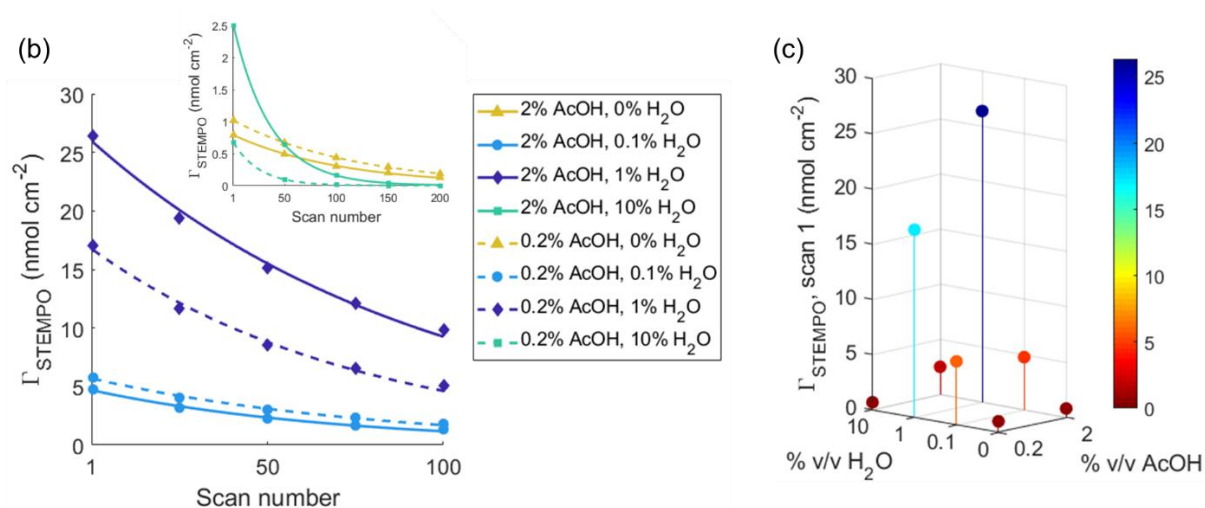 (b)
2.5
2
1.5
1
0.5
0
1 50 100 150 200
Scan number
Γ_STEMPO (nmol cm⁻²)
30
25
20
15
10
5
0
1 50 100
Scan number
Γ_STEMPO (nmol cm⁻²)
2% AcOH, 0% H₂O
2% AcOH, 0.1% H₂O
2% AcOH, 1% H₂O
2% AcOH, 10% H₂O
0.2% AcOH, 0% H₂O
0.2% AcOH, 0.1% H₂O
0.2% AcOH, 1% H₂O
0.2% AcOH, 10% H₂O
(c)
Γ_STEMPO, scan 1 (nmol cm⁻²)
30
25
20
15
10
5
0
10 1 0.1 0
% v/v H₂O
0.2 2
% v/v AcOH
25
20
15
10
5
0